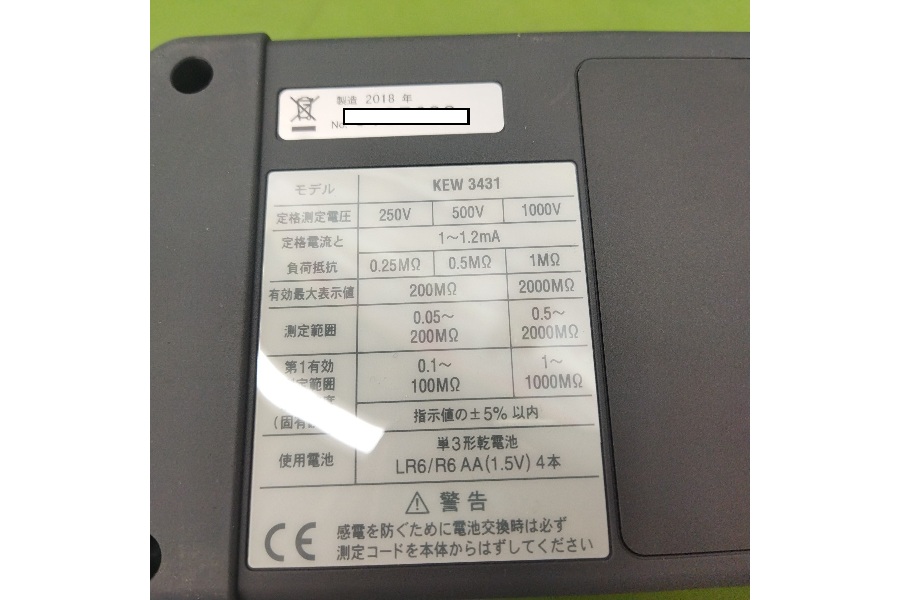 製造 2018 年
No.
モデル KEW 3431
定格測定電圧 250V 500V 1000V
定格電流と 1〜1.2mA
負荷抵抗 0.25MΩ 0.5MΩ 1MΩ
有効最大表示値 200MΩ 2000MΩ
測定範囲 0.05〜 0.5〜
200MΩ 2000MΩ
第1有効 0.1〜 1〜
定範囲 100MΩ 1000MΩ
(固有 指示値の±5% 以内
使用電池 単3形乾電池
LR6/R6 AA(1.5V) 4本
警告
CE 感電を防ぐために電池交換時は必ず
測定コードを本体からはずしてください